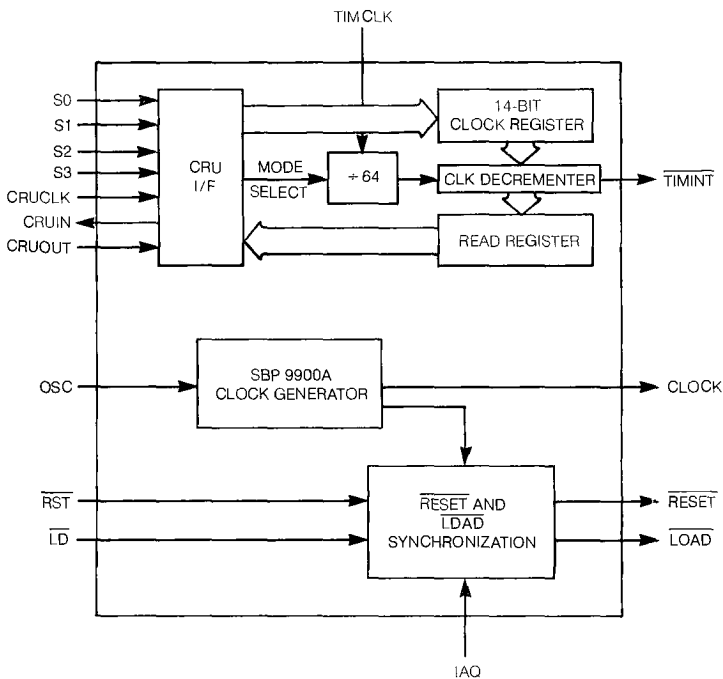 TIMCLK
S0
S1
S2
S3
CRUCLK
CRUIN
CRUOUT
CRU
I/F
MODE
SELECT
÷ 64
14-BIT
CLOCK REGISTER
CLK DECREMENTER
TIMINT
READ REGISTER
OSC
SBP 9900A
CLOCK GENERATOR
CLOCK
RST
LD
RESET AND
LDAD
SYNCHRONIZATION
RESET
LOAD
IAQ